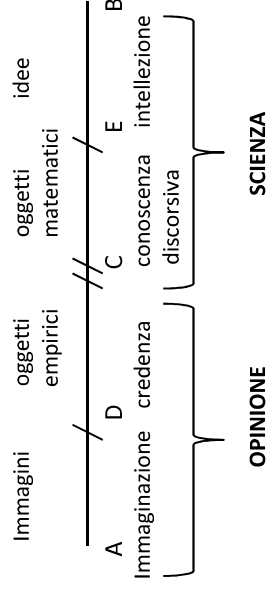 Immagini
oggetti
empirici
oggetti
matematici
idee
A
D
C
E
B
Immaginazione
credenza
conoscenza
discorsiva
intellezione
OPINIONE
SCIENZA